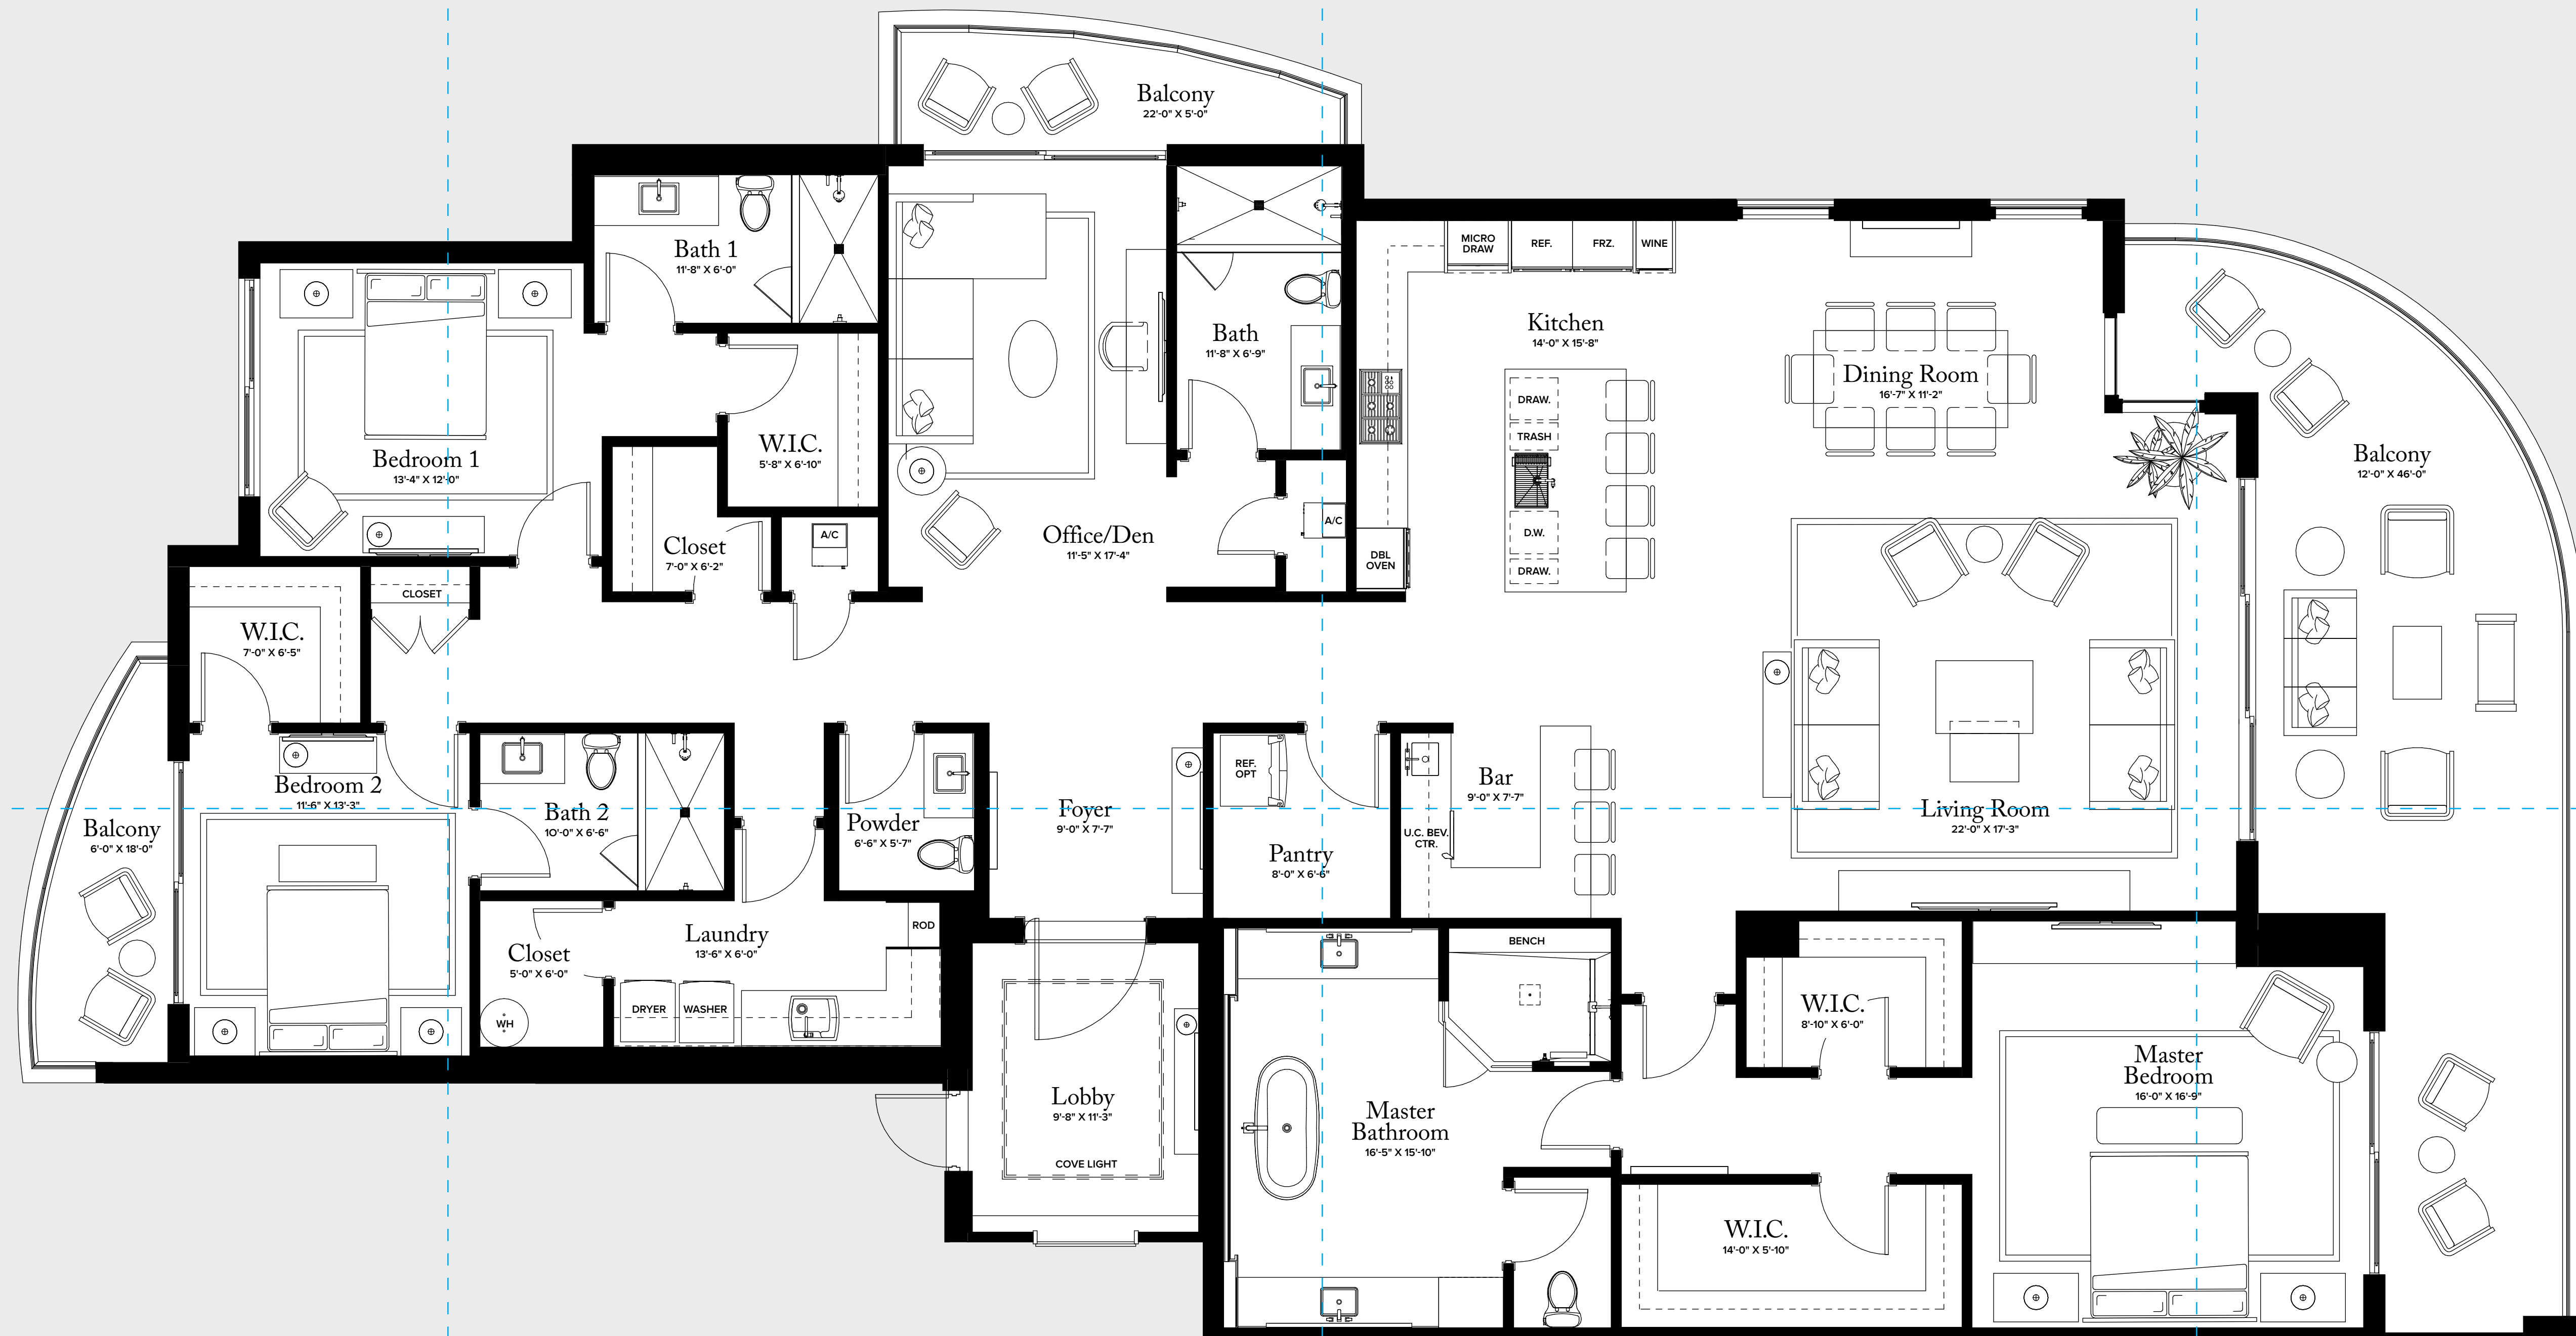 Balcony
22'-0" X 5'-0"
Bath 1
11'-8" X 6'-0"
MICRO
DRAW
REF.
FRZ.
WINE
Kitchen
14'-0" X 15'-8"
Bath
11'-8" X 6'-9"
Dining Room
16'-7" X 11'-2"
DRAW.
TRASH
D.W.
DRAW.
W.I.C.
5'-8" X 6'-10"
Bedroom 1
13'-4" X 12'-0"
Balcony
12'-0" X 46'-0"
A/C
Office/Den
11'-5" X 17'-4"
A/C
Closet
7'-0" X 6'-2"
DBL
OVEN
CLOSET
W.I.C.
7'-0" X 6'-5"
REF.
OPT
Bar
9'-0" X 7'-7"
Bedroom 2
11'-6" X 13'-3"
Bath 2
10'-0" X 6'-6"
Powder
6'-6" X 5'-7"
Foyer
9'-0" X 7'-7"
Living Room
22'-0" X 17'-3"
Balcony
6'-0" X 18'-0"
U.C. BEV.
CTR.
Pantry
8'-0" X 6'-6"
ROD
Laundry
13'-6" X 6'-0"
BENCH
Closet
5'-0" X 6'-0"
DRYER
WASHER
WH
W.I.C.
8'-10" X 6'-0"
Master
Bedroom
16'-0" X 16'-9"
Lobby
9'-8" X 11'-3"
COVE LIGHT
Master
Bathroom
16'-5" X 15'-10"
W.I.C.
14'-0" X 5'-10"